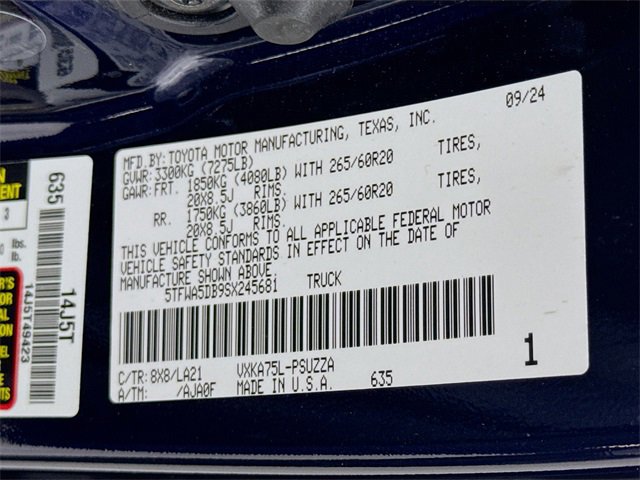 09/24
MFD.BY:TOYOTA MOTOR MANUFACTURING, TEXAS, INC.
GVWR:3300KG (7275LB)
GAWR:FRT. 1850KG (4080LB) WITH 265/60R20 TIRES,
20X8.5J RIMS.
RR. 1750KG (3860LB) WITH 265/60R20 TIRES,
20X8.5J RIMS.
THIS VEHICLE CONFORMS TO ALL APPLICABLE FEDERAL MOTOR
VEHICLE SAFETY STANDARDS IN EFFECT ON THE DATE OF
MANUFACTURE SHOWN ABOVE.
5TFWA5DB9SX245681 TRUCK
C/TR:8X8/LA21 VXKA75L-PSUZZA
A/TM: /AJA0F MADE IN U.S.A. 635
1
635
14J5T
14J5T49423
3
lbs.
lb.